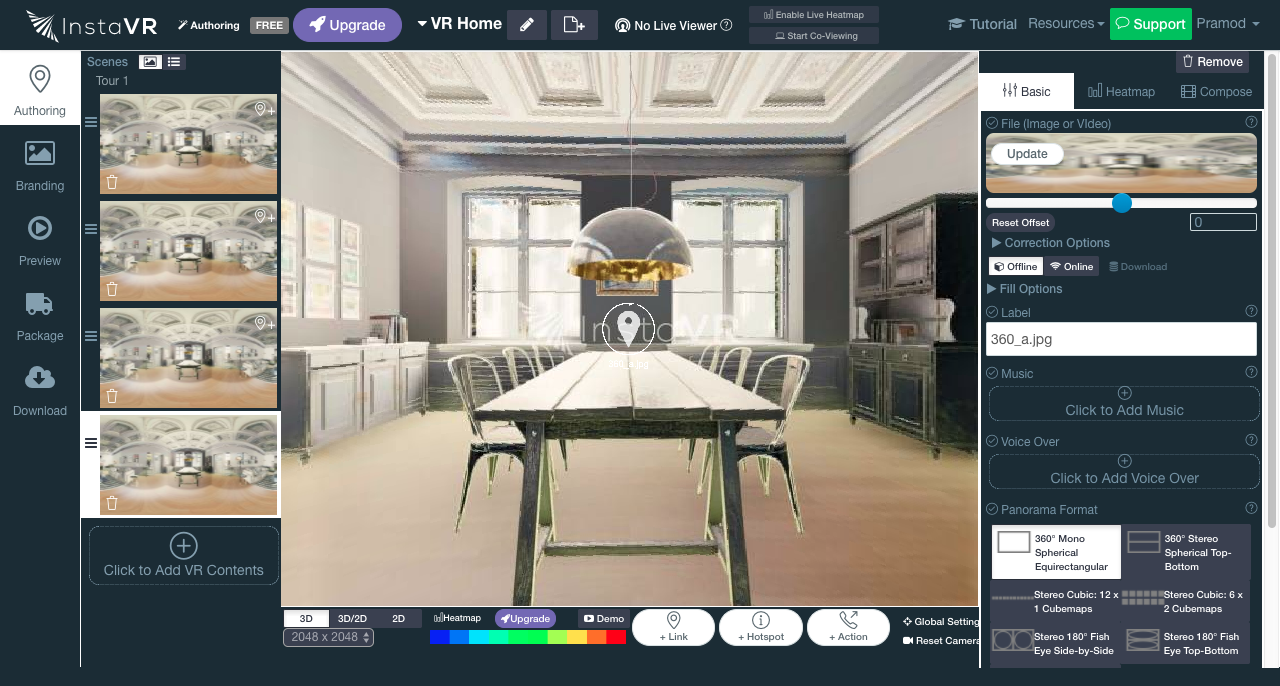 InstaVR
Authoring
FREE
Upgrade
VR Home
No Live Viewer
Enable Live Heatmap
Start Co-Viewing
Tutorial
Resources
Support
Pramod
Authoring
Branding
Preview
Package
Download
Scenes
Tour 1
Click to Add VR Contents
InstaVR
360_a.jpg
3D
3D/2D
2D
2048 x 2048
Heatmap
Upgrade
Demo
+ Link
+ Hotspot
+ Action
Global Setting
Reset Camera
Remove
Basic
Heatmap
Compose
File (Image or VIdeo)
Update
Reset Offset
0
Correction Options
Offline
Online
Download
Fill Options
Label
360_a.jpg
Music
Click to Add Music
Voice Over
Click to Add Voice Over
Panorama Format
360° Mono
Spherical
Equirectangular
360° Stereo
Spherical Top-
Bottom
Stereo Cubic: 12 x
1 Cubemaps
Stereo Cubic: 6 x
2 Cubemaps
Stereo 180° Fish
Eye Side-by-Side
Stereo 180° Fish
Eye Top-Bottom